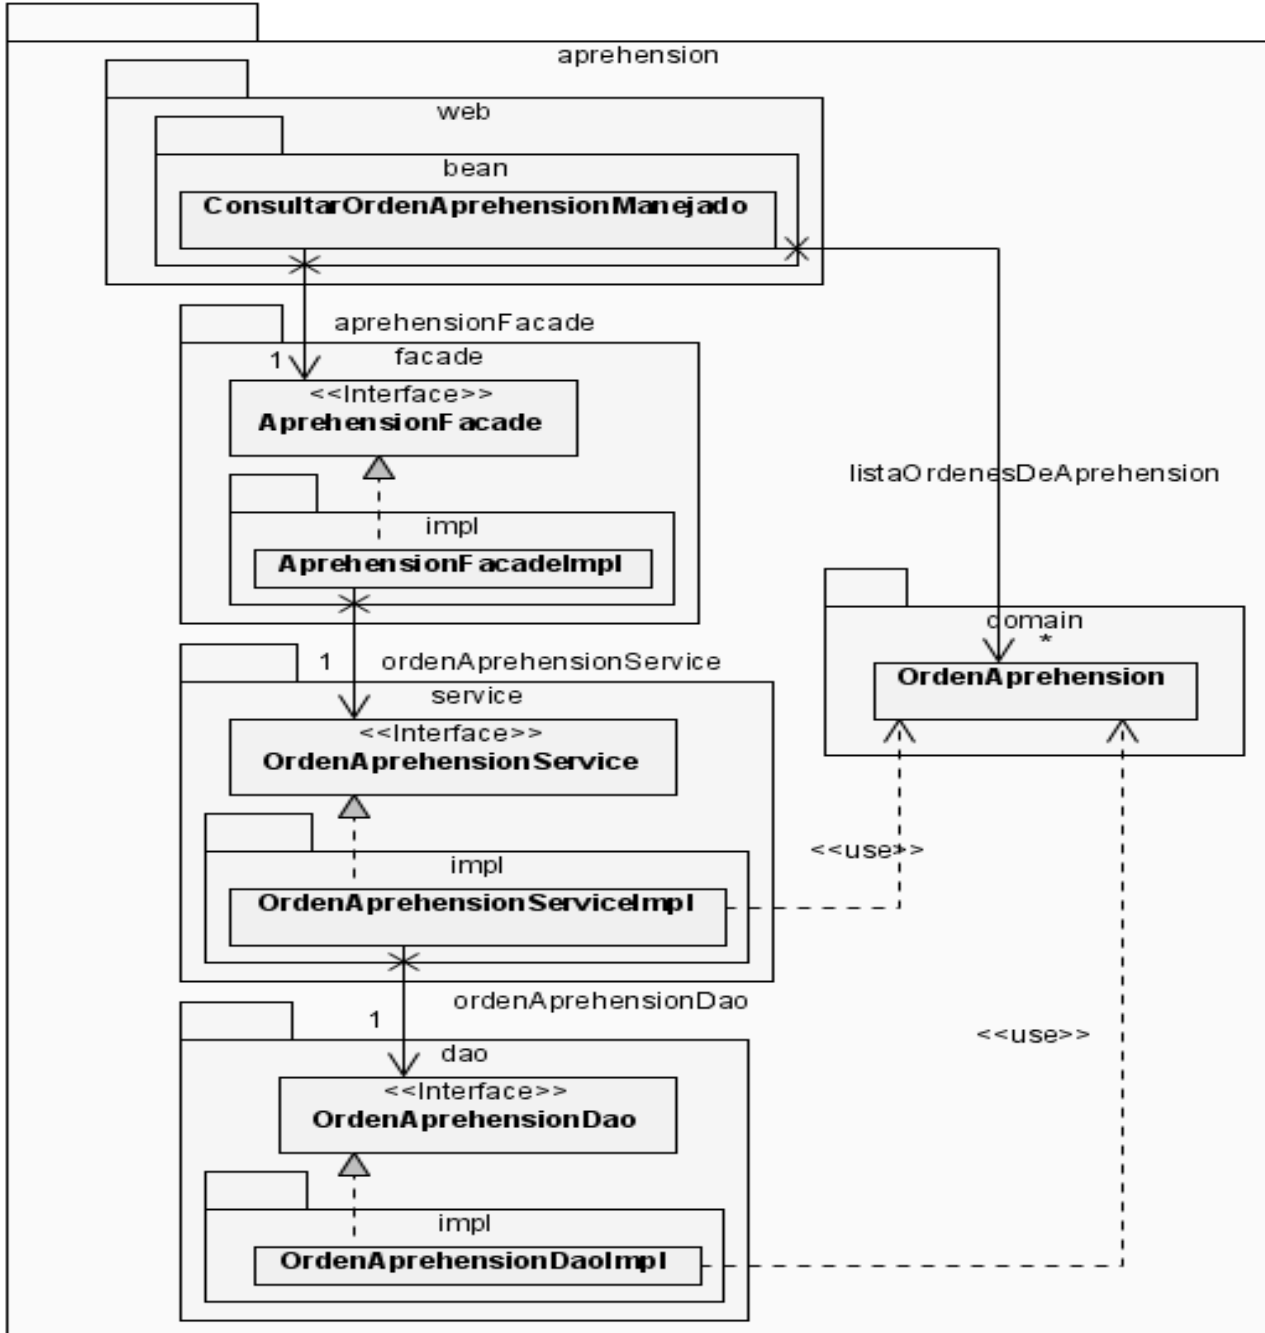 aprehension
web
bean
ConsultarOrdenAprehensionManejado
aprehensionFacade
1
facade
<<Interface>>
AprehensionFacade
impl
AprehensionFacadeImpl
listaOrdenesDeAprehension
domain
*
OrdenAprehension
1
ordenAprehensionService
service
<<Interface>>
OrdenAprehensionService
impl
OrdenAprehensionServiceImpl
<<use>>
ordenAprehensionDao
1
dao
<<Interface>>
OrdenAprehensionDao
impl
OrdenAprehensionDaoImpl
<<use>>